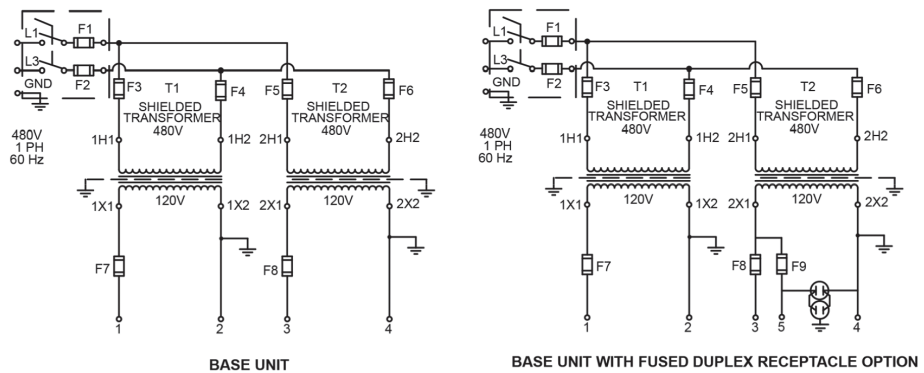 L1
F1
L3
F2
GND
F3
T1
F4
F5
T2
F6
SHIELDED
TRANSFORMER
480V
SHIELDED
TRANSFORMER
480V
480V
1 PH
60 Hz
1H1
1H2
2H1
2H2
1X1
120V
1X2
2X1
120V
2X2
F7
F8
1
2
3
4
BASE UNIT
L1
F1
L3
F2
GND
F3
T1
F4
F5
T2
F6
SHIELDED
TRANSFORMER
480V
SHIELDED
TRANSFORMER
480V
480V
1 PH
60 Hz
1H1
1H2
2H1
2H2
1X1
120V
1X2
2X1
120V
2X2
F7
F8
F9
1
2
3
5
4
BASE UNIT WITH FUSED DUPLEX RECEPTACLE OPTION